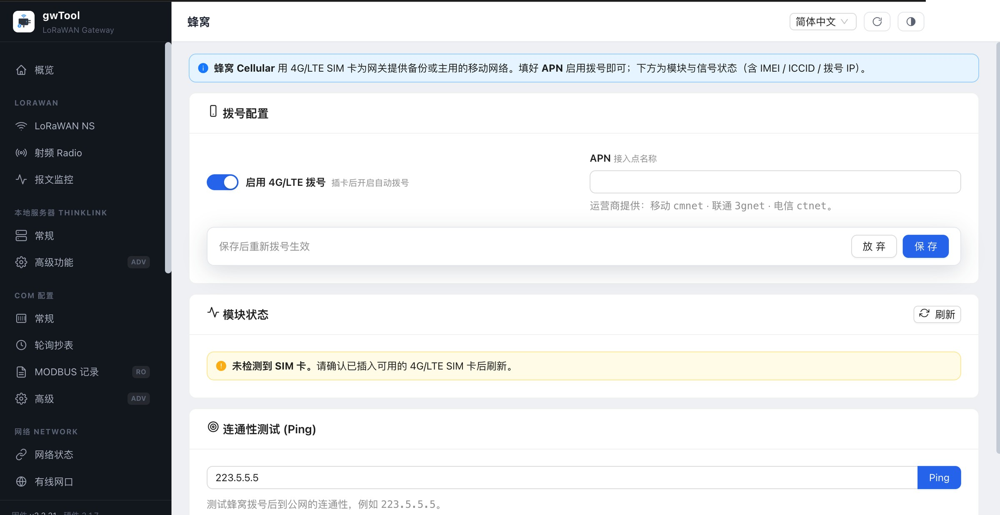 gwTool
LoRaWAN Gateway
概览
LORAWAN
LoRaWAN NS
射频 Radio
报文监控
本地服务器 THINKLINK
常规
高级功能 ADV
COM 配置
常规
轮询抄表
MODBUS 记录 RO
高级 ADV
网络 NETWORK
网络状态
有线网口
蜂窝
简体中文
蜂窝 Cellular 用 4G/LTE SIM 卡为网关提供备份或主用的移动网络。填好 APN 启用拨号即可；下方为模块与信号状态（含 IMEI / ICCID / 拨号 IP）。
拨号配置
启用 4G/LTE 拨号 插卡后开启自动拨号
APN 接入点名称
运营商提供：移动 cmnet · 联通 3gnet · 电信 ctnet。
保存后重新拨号生效
放 弃
保 存
模块状态
刷新
未检测到 SIM 卡。请确认已插入可用的 4G/LTE SIM 卡后刷新。
连通性测试 (Ping)
223.5.5.5
Ping
测试蜂窝拨号后到公网的连通性，例如 223.5.5.5。